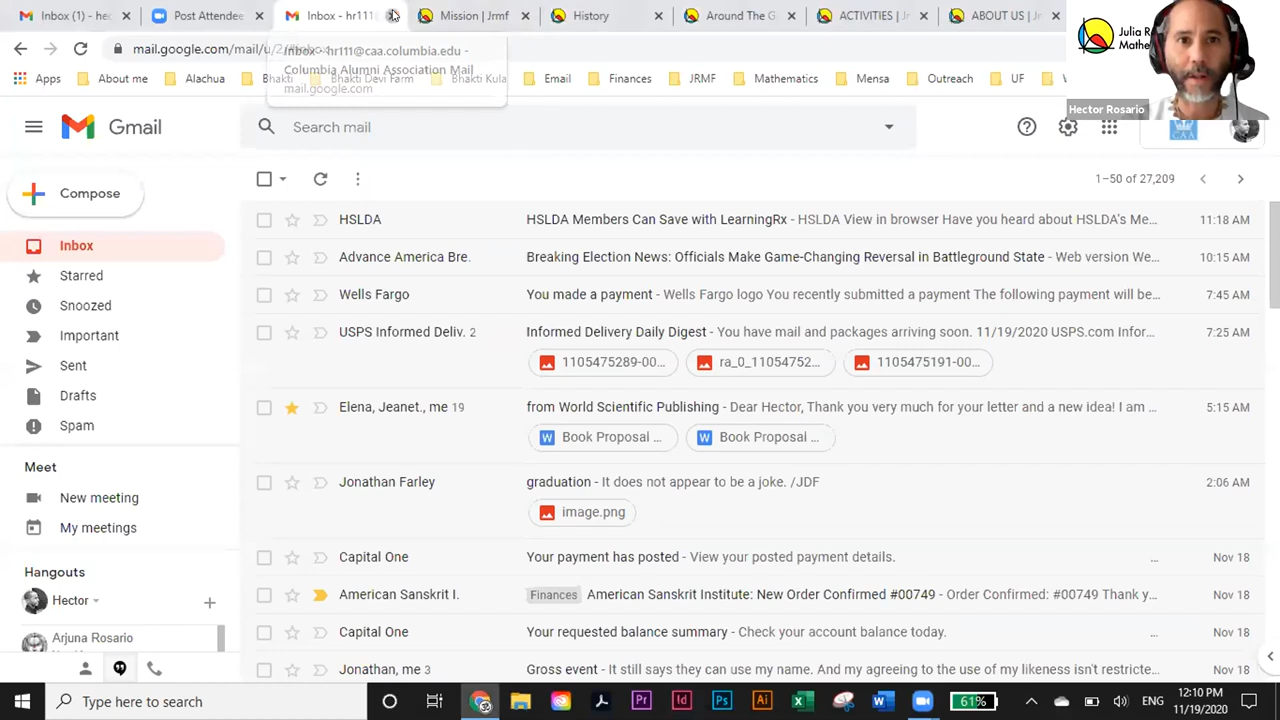 Inbox (1) - hec
Post Attendee
Inbox - hr111
Mission | Jrmf
History
Around The G
ACTIVITIES | J
ABOUT US | Jr
mail.google.com/mail/u/2
Inbox - hr111@caa.columbia.edu -
Columbia Alumni Association Mail
mail.google.com
Julia R
Mathe
Hector Rosario
Apps
About me
Alachua
Bhakti
Bhakti Devi Farm
Bhakti Kula
Email
Finances
JRMF
Mathematics
Mensa
Outreach
UF
Gmail
Search mail
CAA
Compose
1–50 of 27,209
Inbox
Starred
Snoozed
Important
Sent
Drafts
Spam
Meet
New meeting
My meetings
Hangouts
Hector
Arjuna Rosario
HSLDA HSLDA Members Can Save with LearningRx - HSLDA View in browser Have you heard about HSLDA's Me... 11:18 AM
Advance America Bre. Breaking Election News: Officials Make Game-Changing Reversal in Battleground State - Web version We... 10:15 AM
Wells Fargo You made a payment - Wells Fargo logo You recently submitted a payment The following payment will be... 7:45 AM
USPS Informed Deliv. 2 Informed Delivery Daily Digest - You have mail and packages arriving soon. 11/19/2020 USPS.com Infor... 7:25 AM
1105475289-00... ra_0_11054752... 1105475191-00...
Elena, Jeanet., me 19 from World Scientific Publishing - Dear Hector, Thank you very much for your letter and a new idea! I am ... 5:15 AM
W Book Proposal ... W Book Proposal ...
Jonathan Farley graduation - It does not appear to be a joke. /JDF 2:06 AM
image.png
Capital One Your payment has posted - View your posted payment details. ... Nov 18
American Sanskrit I. Finances American Sanskrit Institute: New Order Confirmed #00749 - Order Confirmed: #00749 Thank y... Nov 18
Capital One Your requested balance summary - Check your account balance today. ... Nov 18
Jonathan, me 3 Gross event - It still says they can use my name. And my agreeing to the use of my likeness isn't restricte... Nov 18
Type here to search
Pr
Id
Ps
Ai
61%
ENG
12:10 PM
11/19/2020